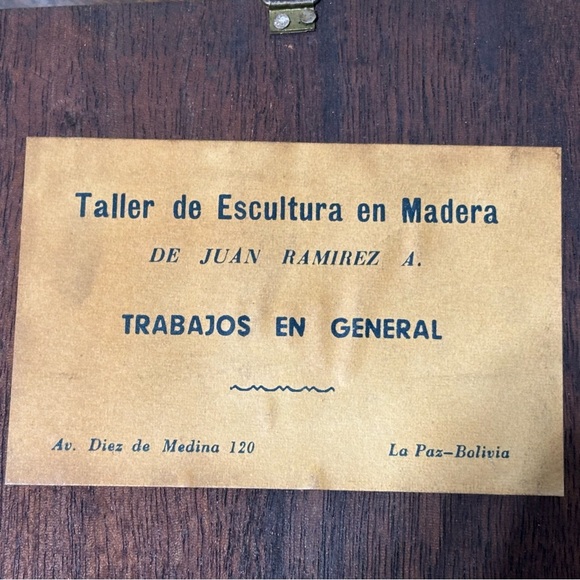 Taller de Escultura en Madera
DE JUAN RAMIREZ A.
TRABAJOS EN GENERAL
Av. Diez de Medina 120
La Paz-Bolivia